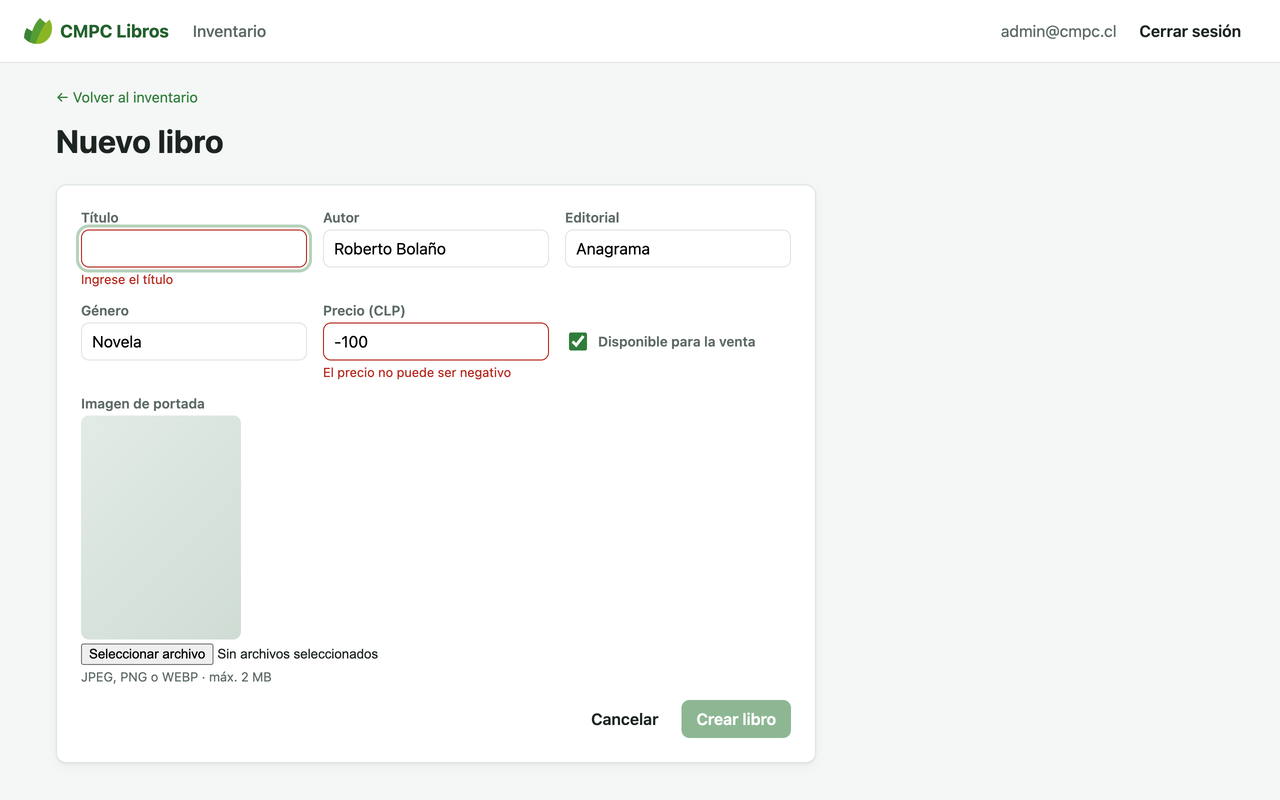 CMPC Libros Inventario admin@cmpc.cl Cerrar sesión
← Volver al inventario
Nuevo libro
Título Autor Editorial
Roberto Bolaño Anagrama
Ingrese el título
Género Precio (CLP)
Novela -100 Disponible para la venta
El precio no puede ser negativo
Imagen de portada
Seleccionar archivo Sin archivos seleccionados
JPEG, PNG o WEBP · máx. 2 MB
Cancelar Crear libro